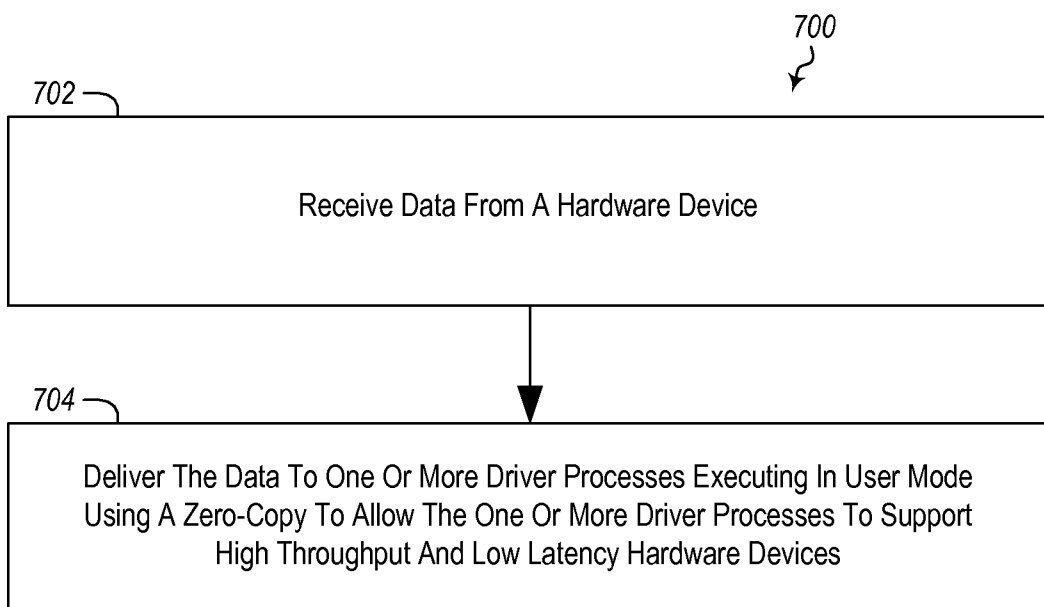 700
702
Receive Data From A Hardware Device
704
Deliver The Data To One Or More Driver Processes Executing In User Mode
Using A Zero-Copy To Allow The One Or More Driver Processes To Support
High Throughput And Low Latency Hardware Devices